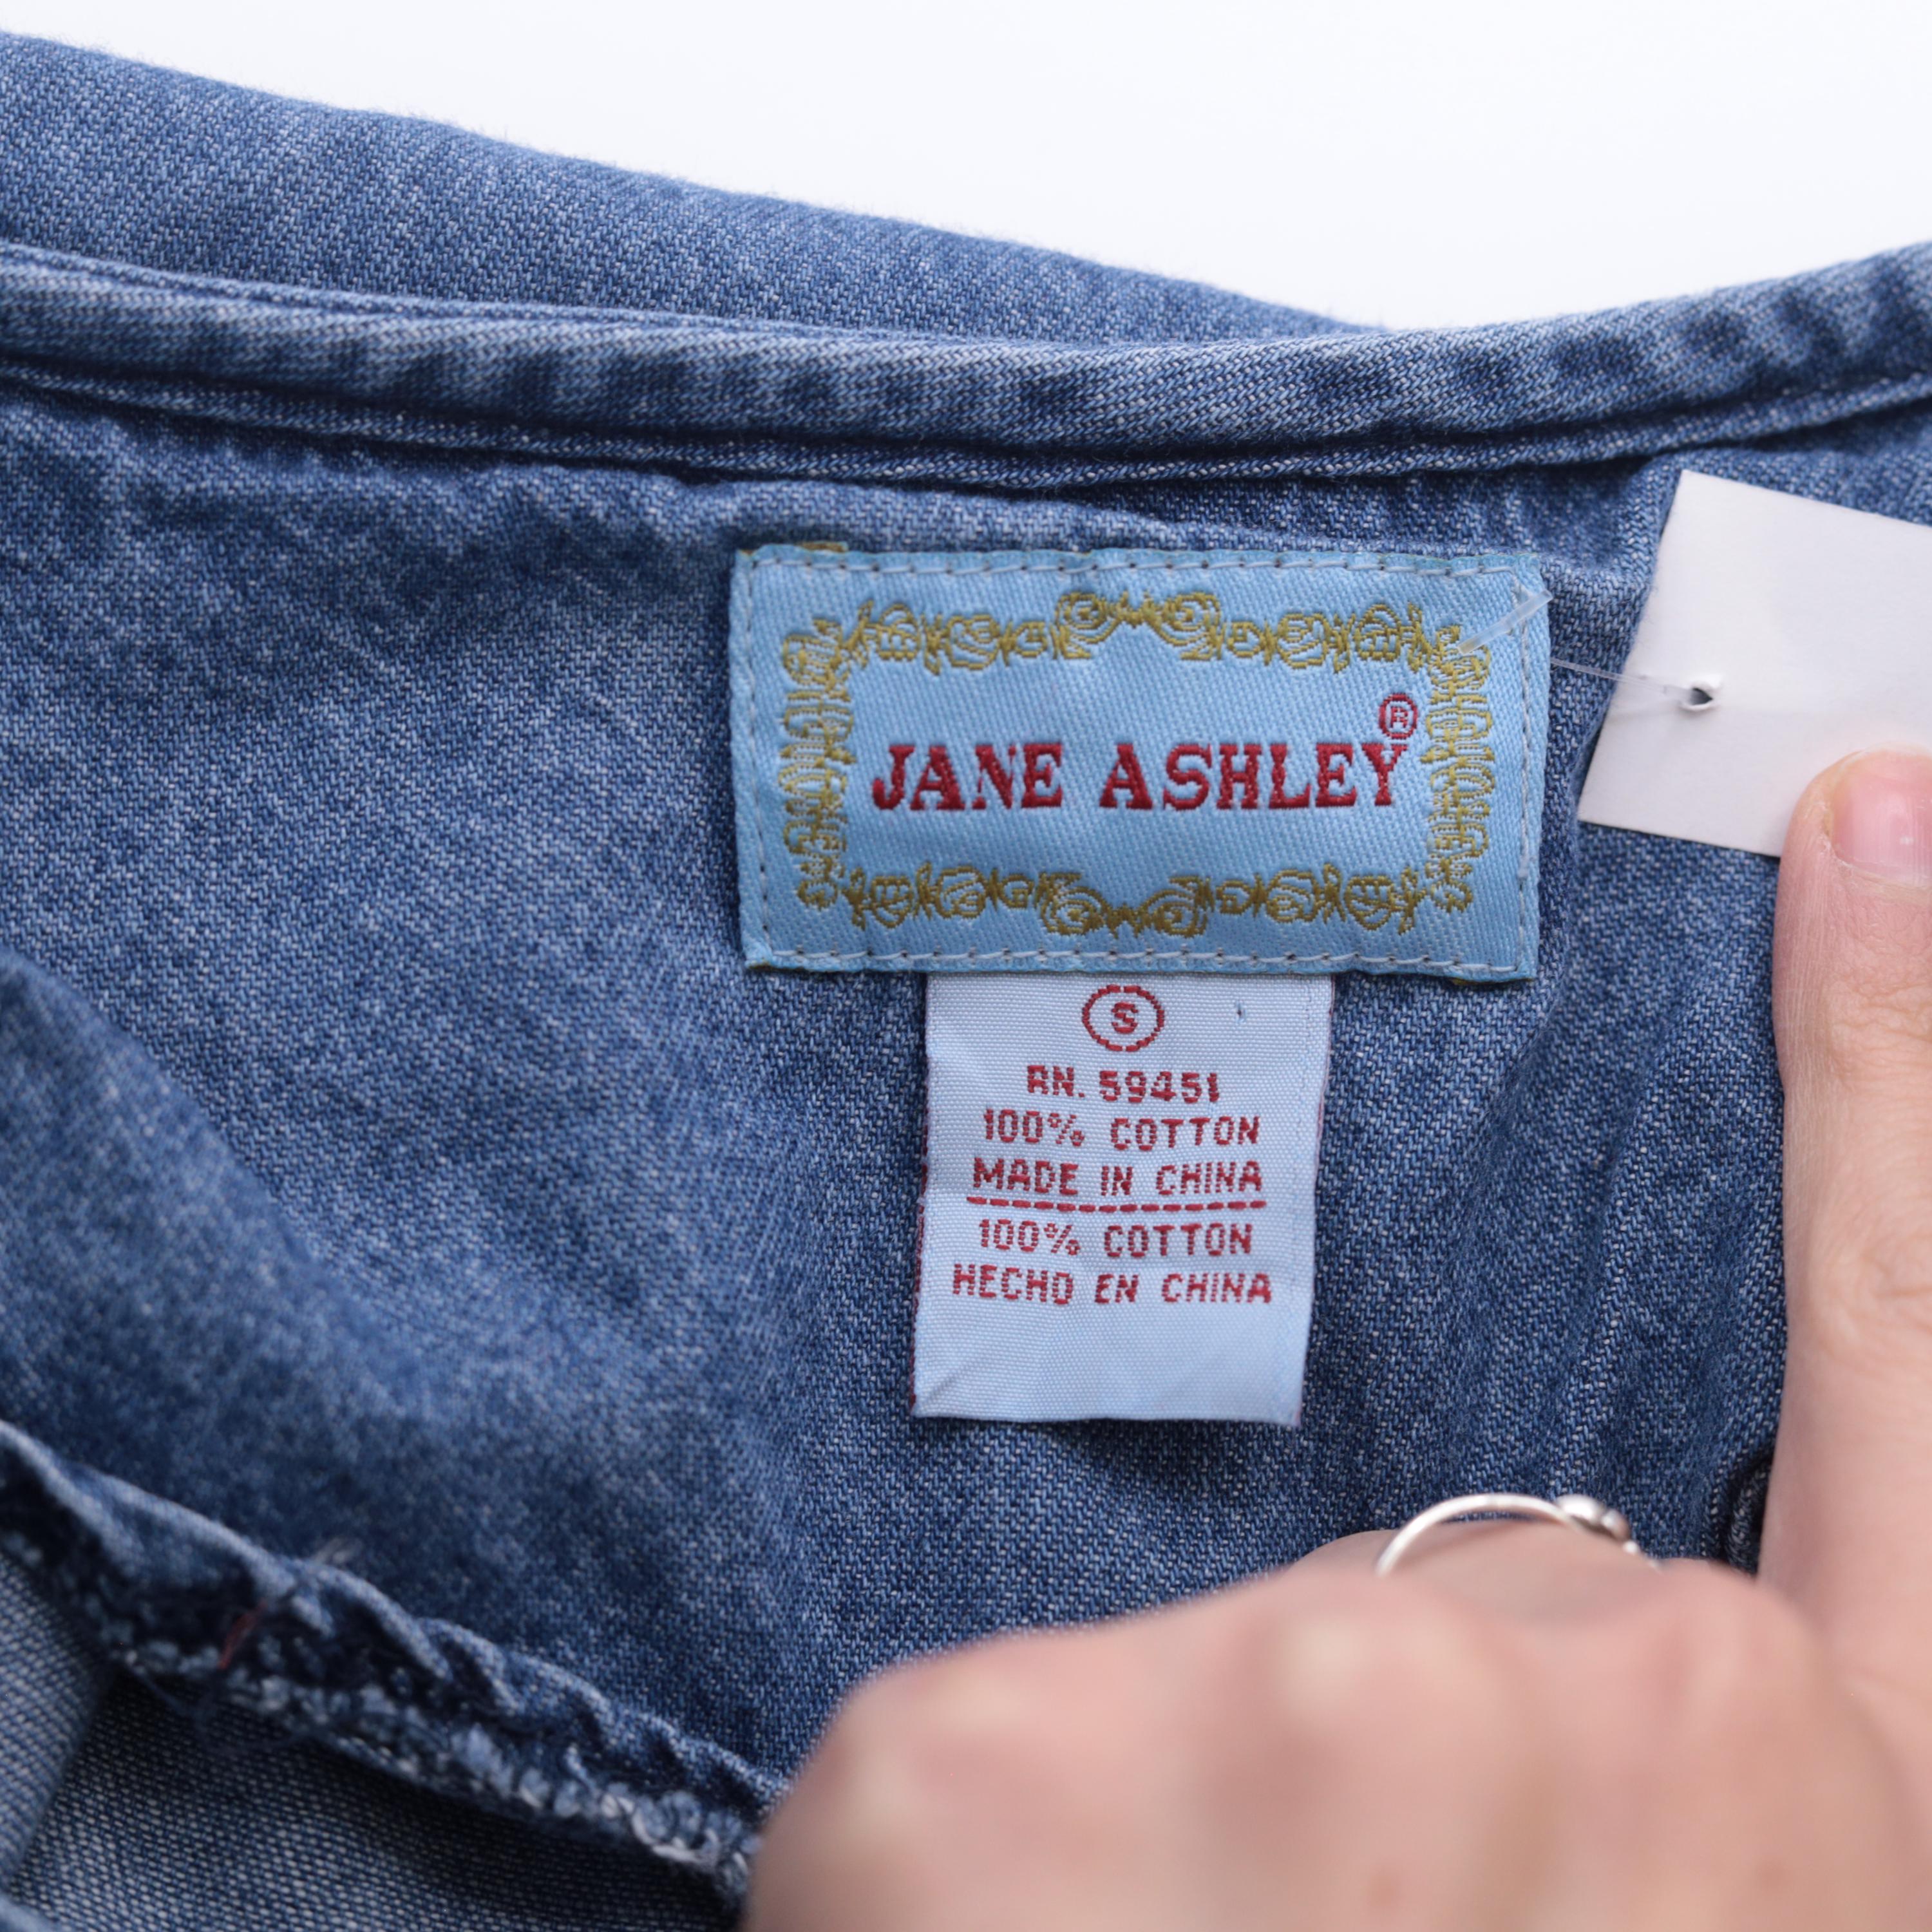 JANE ASHLEY®
S
RN. 59451
100% COTTON
MADE IN CHINA
100% COTTON
HECHO EN CHINA